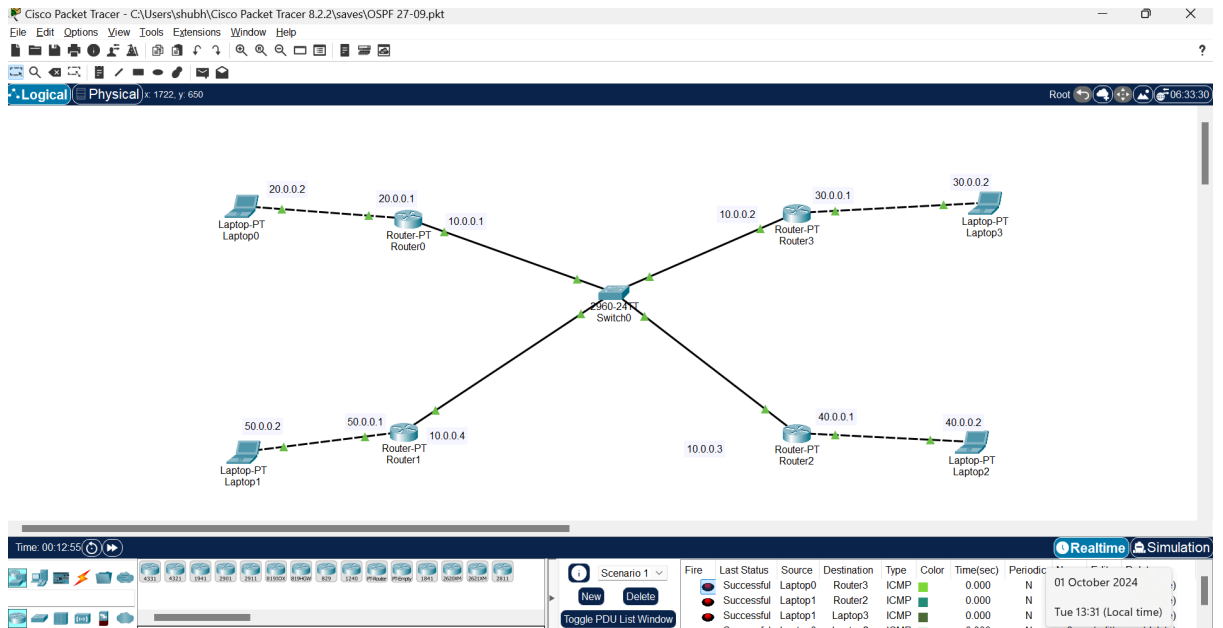 Cisco Packet Tracer - C:\Users\shubh\Cisco Packet Tracer 8.2.2\saves\OSPF 27-09.pkt
File Edit Options View Tools Extensions Window Help
?
Logical Physical x: 1722, y: 650 Root 06:33:30
20.0.0.2
20.0.0.1
10.0.0.1
Laptop-PT
Laptop0
Router-PT
Router0
30.0.0.2
30.0.0.1
10.0.0.2
Router-PT
Router3
Laptop-PT
Laptop3
2960-24TT
Switch0
50.0.0.2
50.0.0.1
10.0.0.4
Router-PT
Router1
Laptop-PT
Laptop1
40.0.0.1
40.0.0.2
10.0.0.3
Router-PT
Router2
Laptop-PT
Laptop2
Time: 00:12:55 Realtime Simulation
4331 4321 1941 2901 2911 819IOX 819HGW 829 1240 PT-Router PT-Empty 1841 2620XM 2621XM 2811
Scenario 1
New Delete
Toggle PDU List Window
Fire Last Status Source Destination Type Color Time(sec) Periodic
Successful Laptop0 Router3 ICMP 0.000 N
Successful Laptop1 Router2 ICMP 0.000 N
Successful Laptop1 Laptop3 ICMP 0.000 N
01 October 2024
Tue 13:31 (Local time)